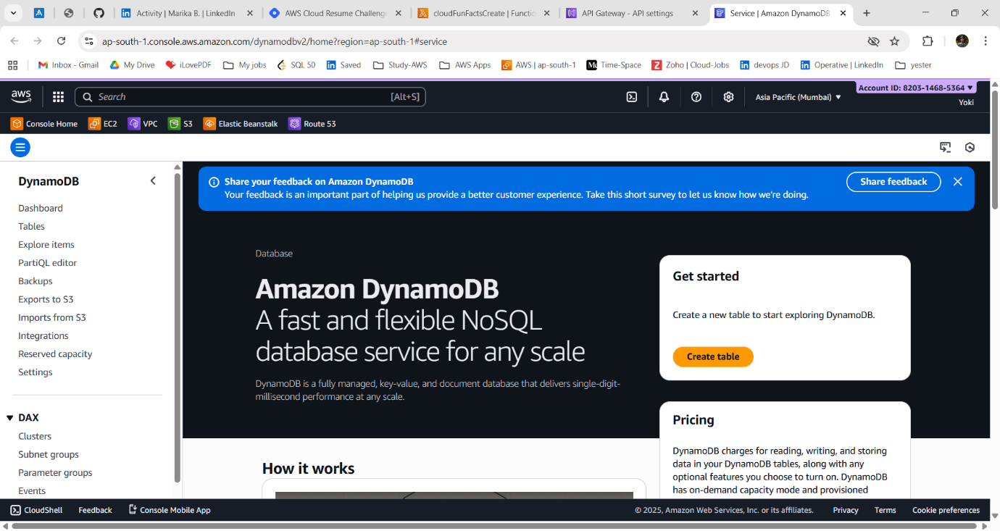 Activity | Marika B. | LinkedIn
AWS Cloud Resume Challenge
cloudFunFactsCreate | Functio
API Gateway - API settings
Service | Amazon DynamoDB
ap-south-1.console.aws.amazon.com/dynamodbv2/home?region=ap-south-1#service
Inbox - Gmail
My Drive
iLovePDF
My jobs
SQL 50
Saved
Study-AWS
AWS Apps
AWS | ap-south-1
Time-Space
Zoho | Cloud-Jobs
devops JD
Operative | LinkedIn
yester
aws
Search
[Alt+S]
Asia Pacific (Mumbai)
Account ID: 8203-1468-5364
Yoki
Console Home
EC2
VPC
S3
Elastic Beanstalk
Route 53
DynamoDB
Dashboard
Tables
Explore items
PartiQL editor
Backups
Exports to S3
Imports from S3
Integrations
Reserved capacity
Settings
DAX
Clusters
Subnet groups
Parameter groups
Events
Share your feedback on Amazon DynamoDB
Your feedback is an important part of helping us provide a better customer experience. Take this short survey to let us know how we're doing.
Share feedback
Database
Amazon DynamoDB
A fast and flexible NoSQL
database service for any scale
DynamoDB is a fully managed, key-value, and document database that delivers single-digit-
millisecond performance at any scale.
Get started
Create a new table to start exploring DynamoDB.
Create table
Pricing
DynamoDB charges for reading, writing, and storing
data in your DynamoDB tables, along with any
optional features you choose to turn on. DynamoDB
has on-demand capacity mode and provisioned
How it works
CloudShell
Feedback
Console Mobile App
© 2025, Amazon Web Services, Inc. or its affiliates.
Privacy
Terms
Cookie preferences